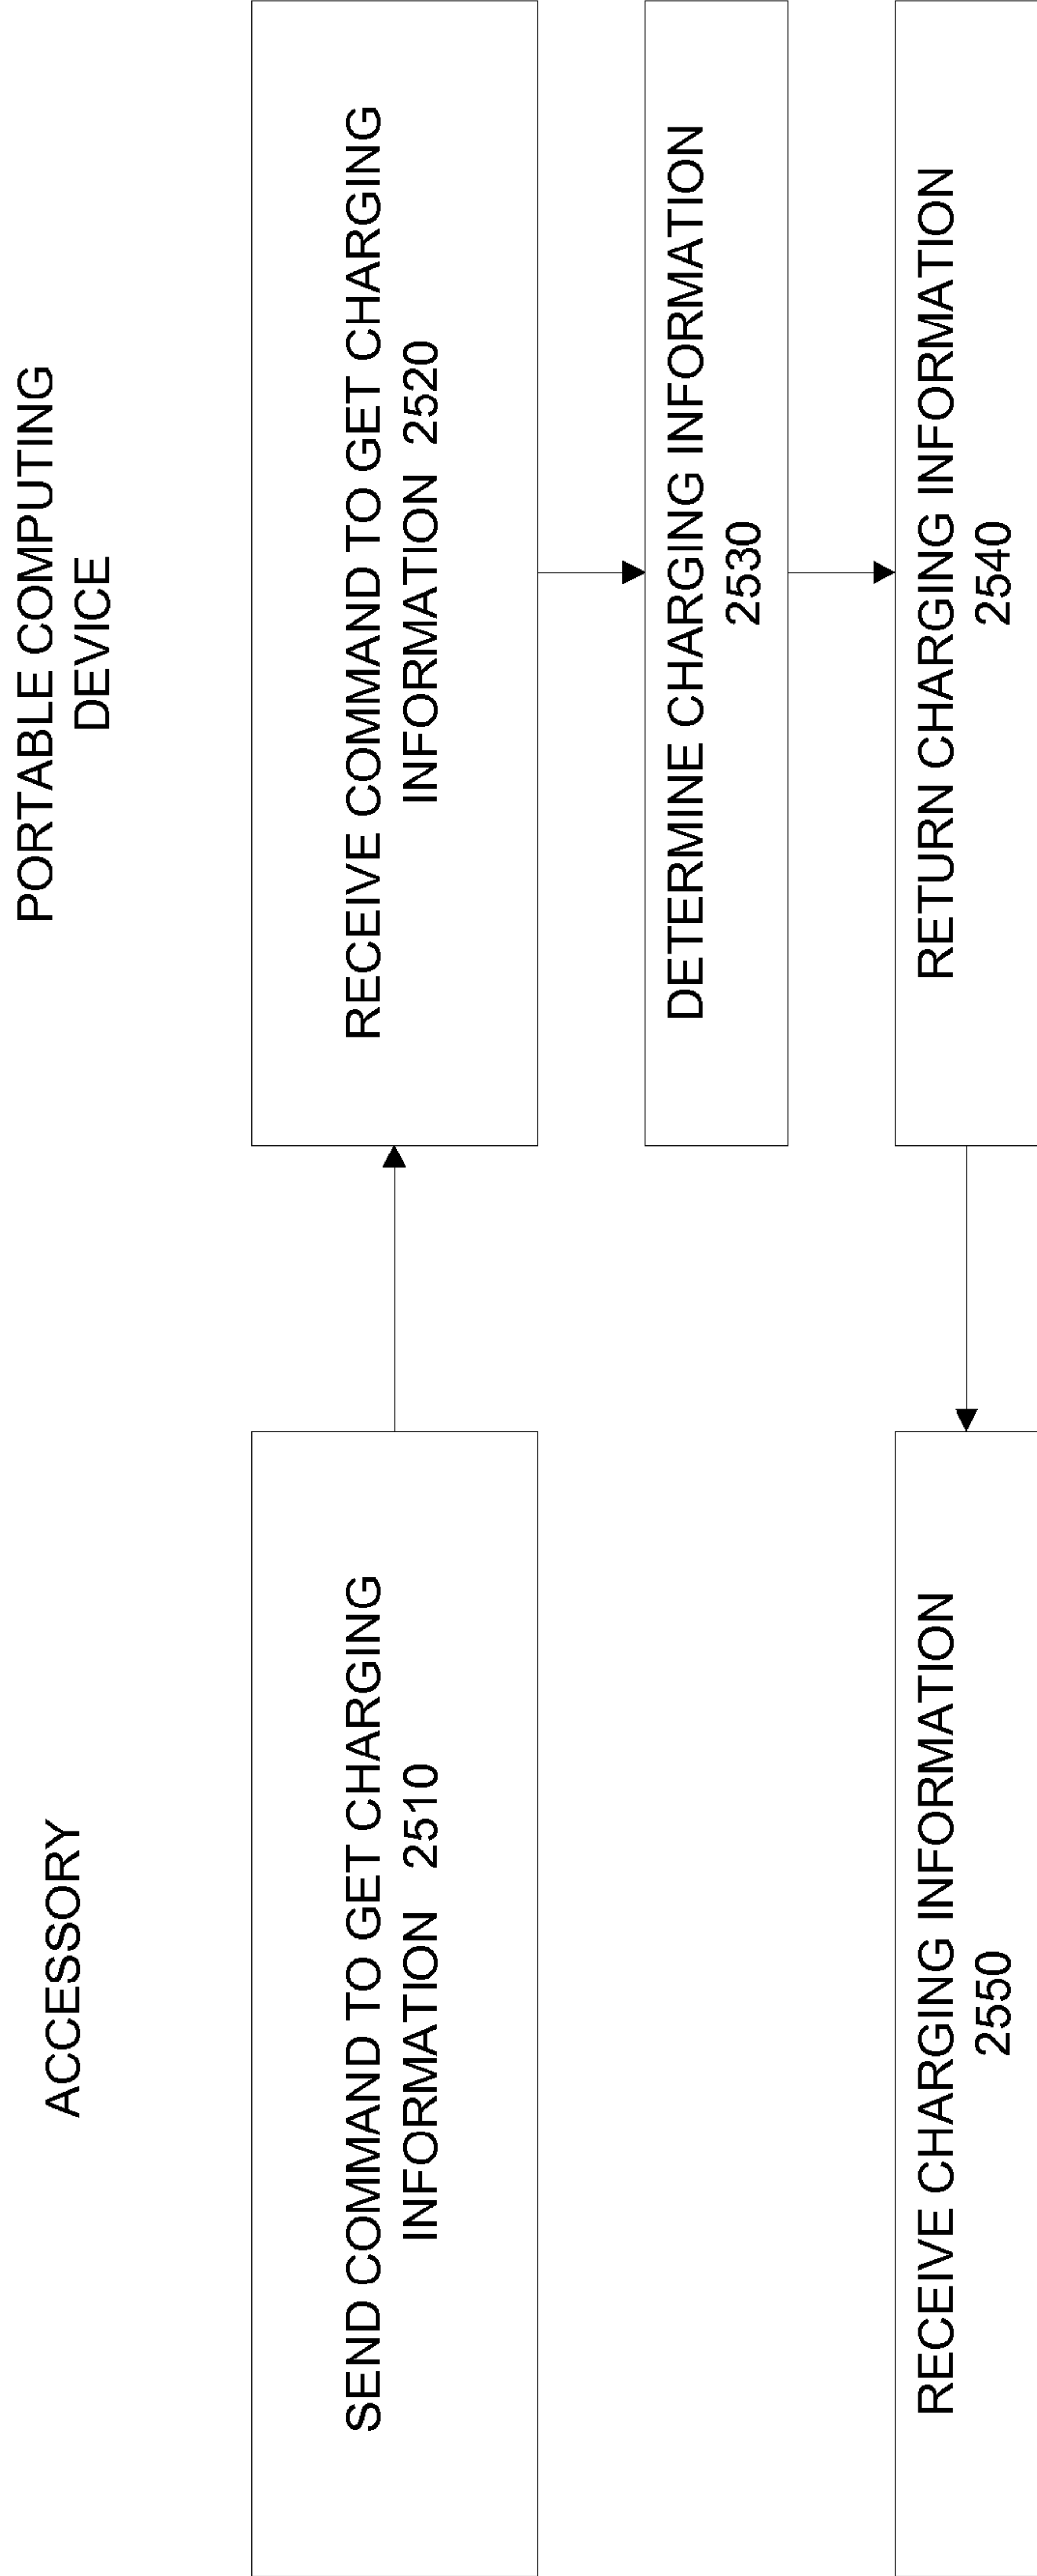 ACCESSORY
PORTABLE COMPUTING
DEVICE
SEND COMMAND TO GET CHARGING
INFORMATION 2510
RECEIVE COMMAND TO GET CHARGING
INFORMATION 2520
DETERMINE CHARGING INFORMATION
2530
RETURN CHARGING INFORMATION
2540
RECEIVE CHARGING INFORMATION
2550